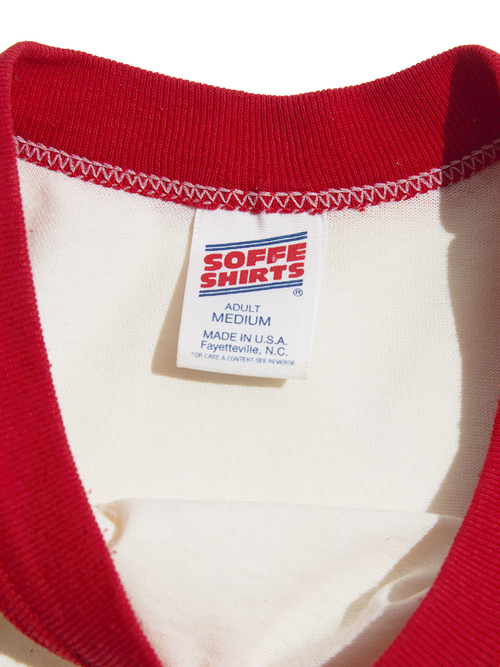 SOFFE
SHIRTS
®
ADULT
MEDIUM
MADE IN U.S.A.
Fayetteville, N.C.
FOR CARE & CONTENT SEE REVERSE